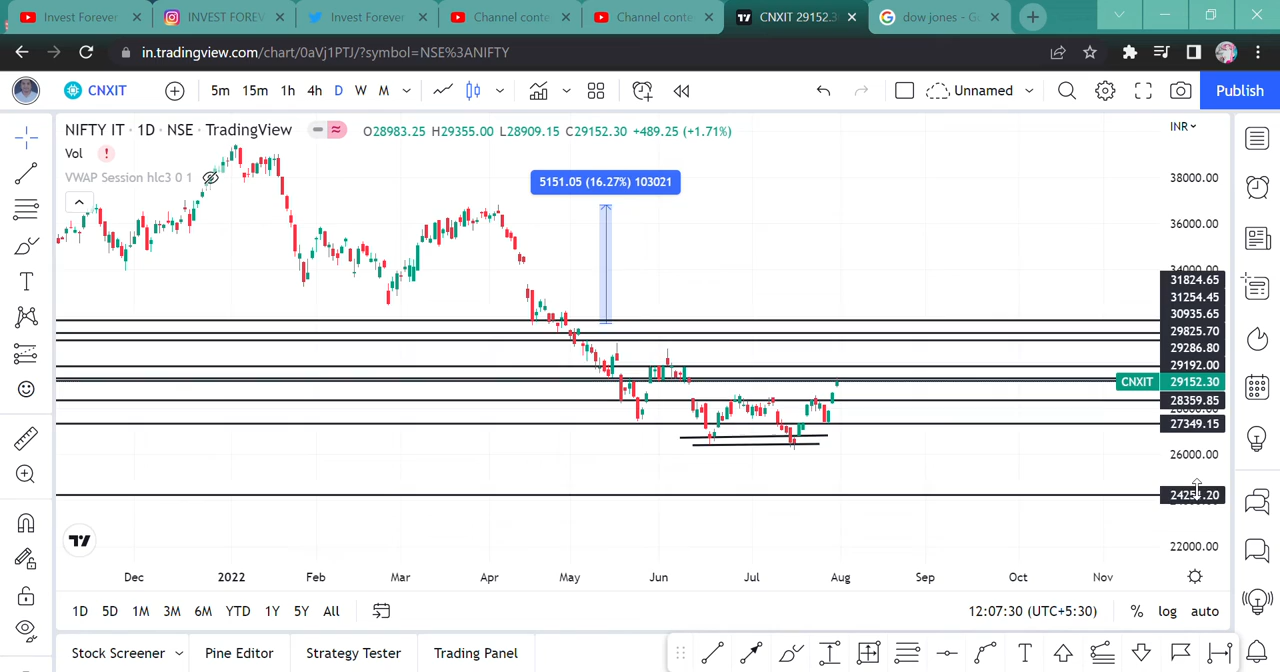 Invest Forever
INVEST FOREV
Invest Forever
Channel conte
Channel conte
CNXIT 29152.3
dow jones - G
in.tradingview.com/chart/0aVj1PTJ/?symbol=NSE%3ANIFTY
CNXIT
5m 15m 1h 4h D W M
Unnamed
Publish
NIFTY IT · 1D · NSE · TradingView
O28983.25 H29355.00 L28909.15 C29152.30 +489.25 (+1.71%)
INR
Vol
VWAP Session hlc3 0 1
5151.05 (16.27%) 103021
38000.00
36000.00
34000.00
31824.65
31254.45
30935.65
29825.70
29286.80
29192.00
CNXIT 29152.30
28359.85
28000.00
27349.15
26000.00
22000.00
Dec 2022 Feb Mar Apr May Jun Jul Aug Sep Oct Nov
1D 5D 1M 3M 6M YTD 1Y 5Y All
12:07:30 (UTC+5:30)
% log auto
Stock Screener
Pine Editor
Strategy Tester
Trading Panel